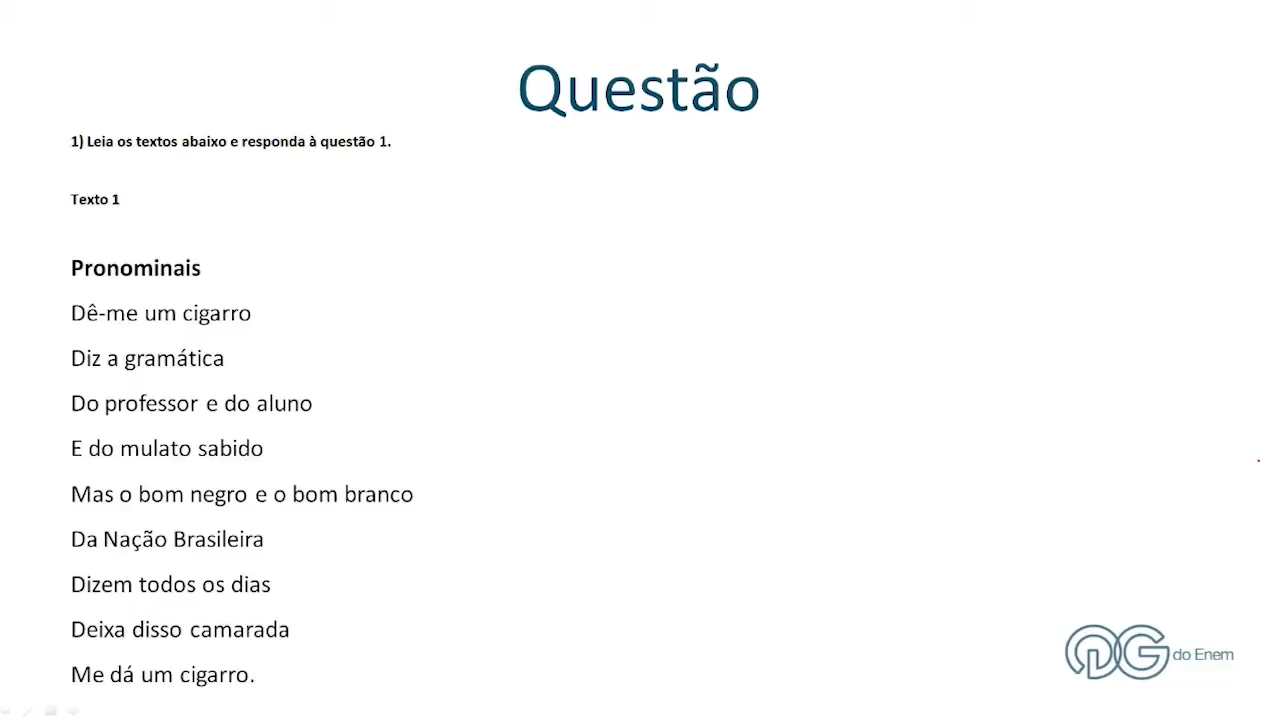 Questão
1) Leia os textos abaixo e responda à questão 1.
Texto 1
Pronominais
Dê-me um cigarro
Diz a gramática
Do professor e do aluno
E do mulato sabido
Mas o bom negro e o bom branco
Da Nação Brasileira
Dizem todos os dias
Deixa disso camarada
Me dá um cigarro.
do Enem